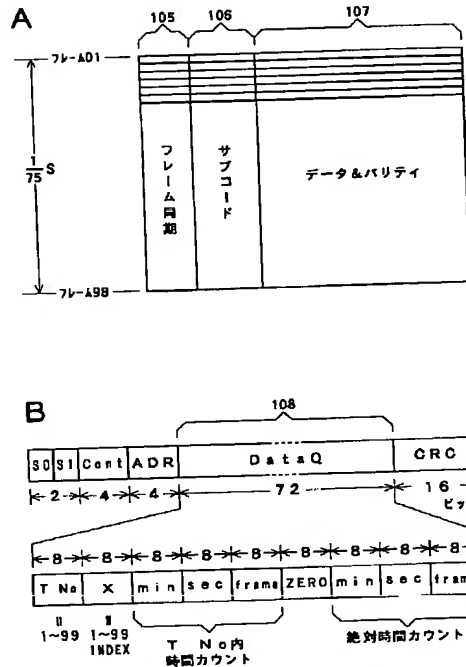 A
105 106 107
フレーム01
1/75 S
フレーム同期
サブコード
データ&パリティ
フレーム98
B
108
S0 S1 Cont ADR DataQ CRC
2 4 4 72 16
ビッ
8 8 8 8 8 8 8 8
T No X min sec frame ZERO min sec fram
1~99 1~99
INDEX
T No内
時間カウント
絶対時間カウント